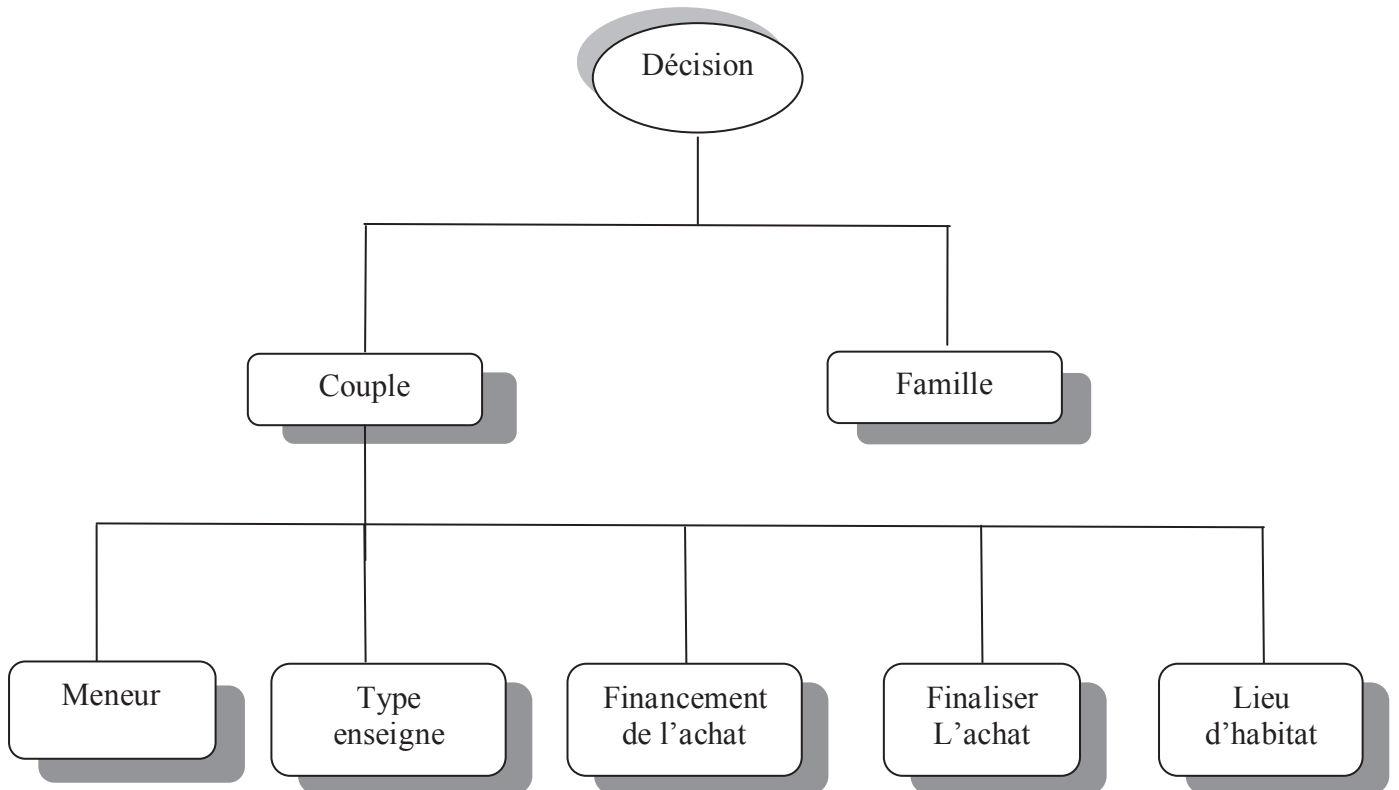 Décision
Couple
Famille
Meneur
Type
enseigne
Financement
de l’achat
Finaliser
L’achat
Lieu
d’habitat